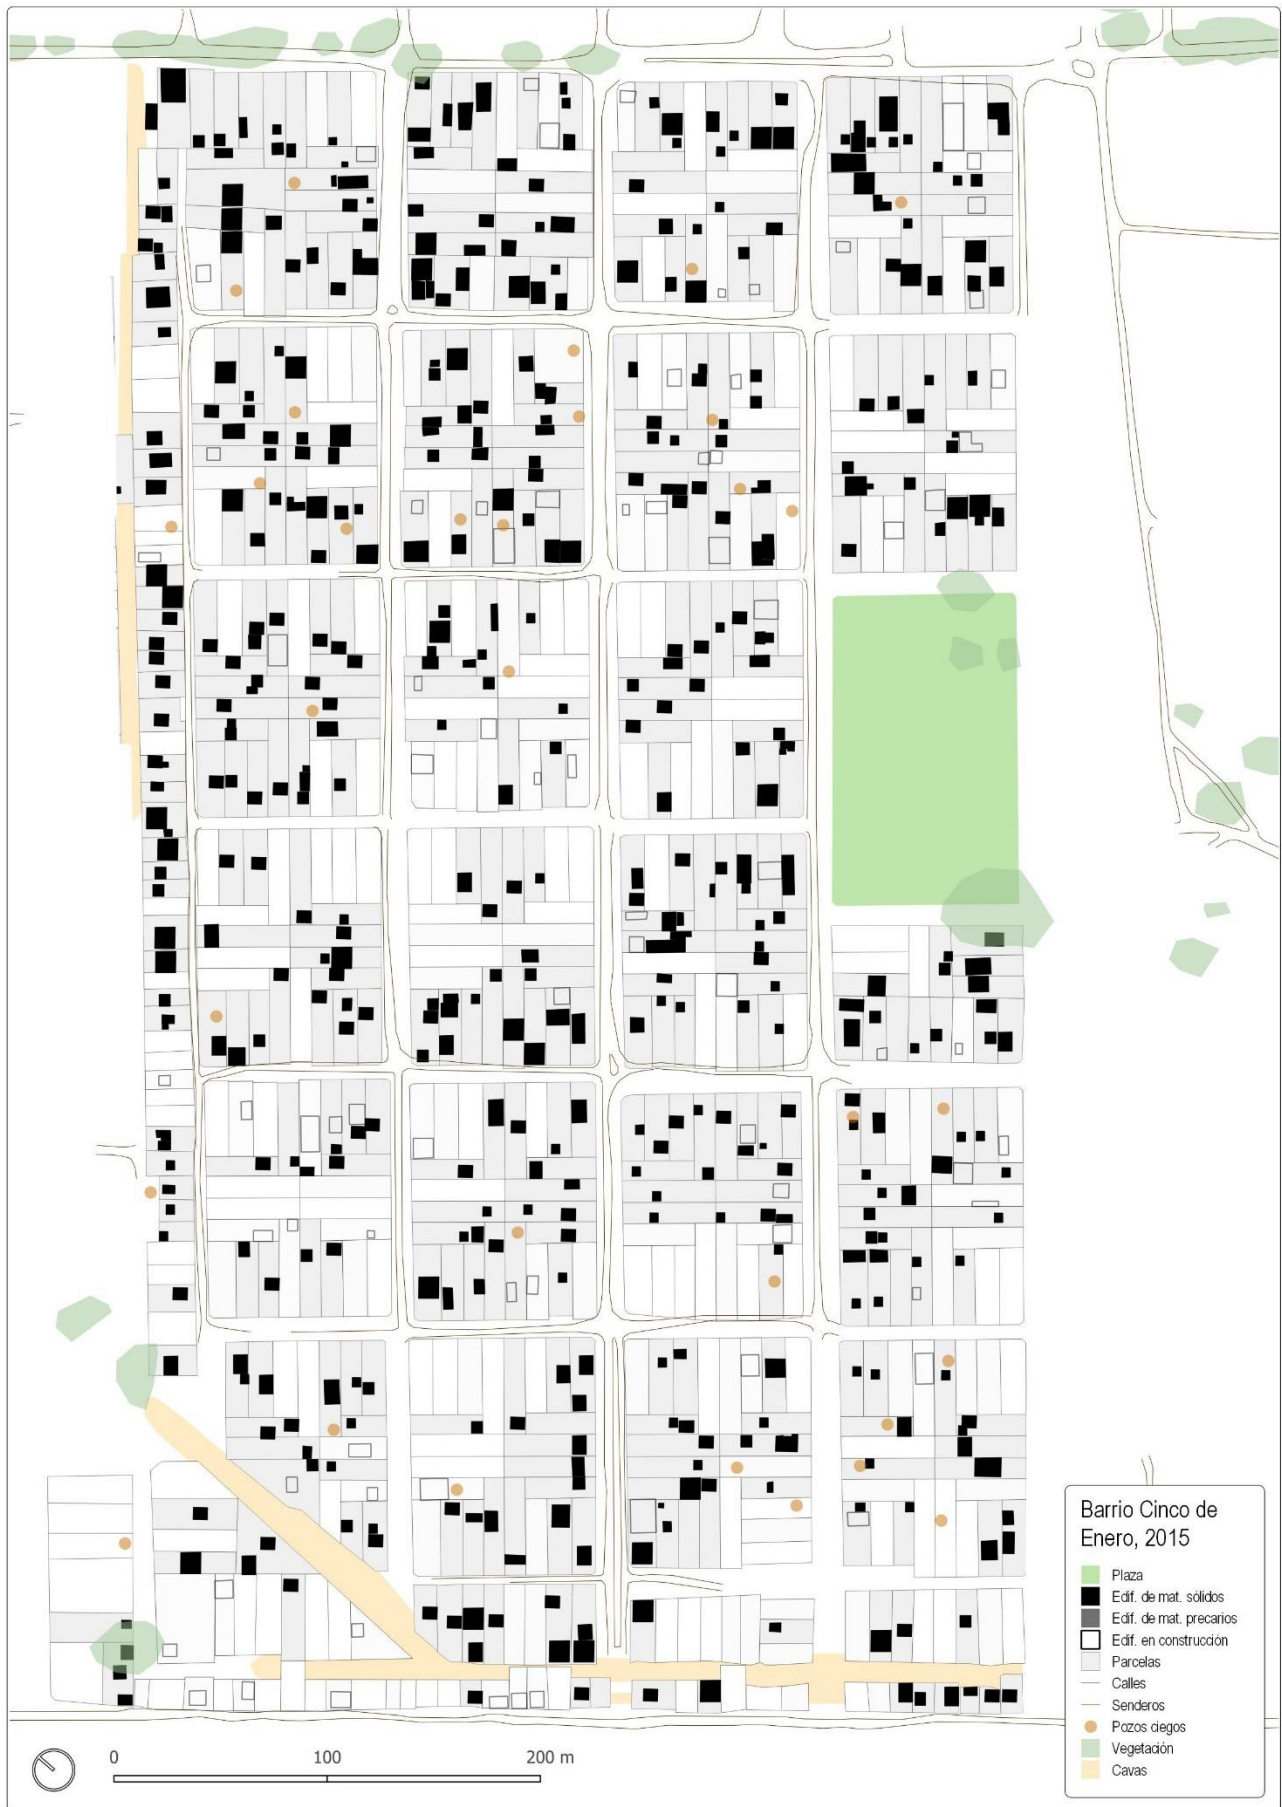 Barrio Cinco de
Enero, 2015
Plaza
Edif. de mat. sólidos
Edif. de mat. precarios
Edif. en construcción
Parcelas
Calles
Senderos
Pozos ciegos
Vegetación
Cavas
0 100 200 m